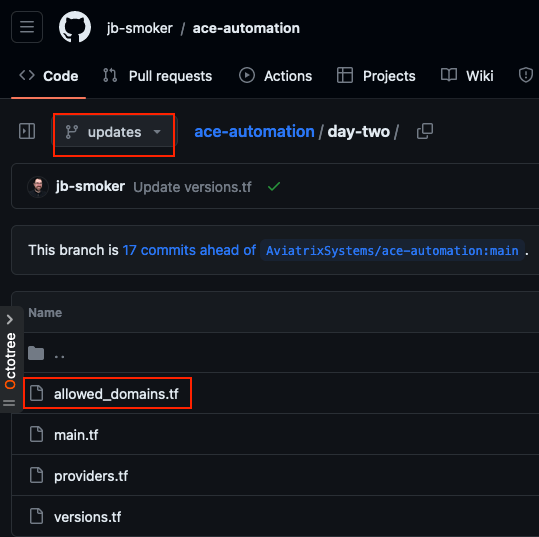 jb-smoker / ace-automation
Code Pull requests Actions Projects Wiki
updates ace-automation / day-two /
jb-smoker Update versions.tf
This branch is 17 commits ahead of AviatrixSystems/ace-automation:main .
Name
Octotree
..
allowed_domains.tf
main.tf
providers.tf
versions.tf